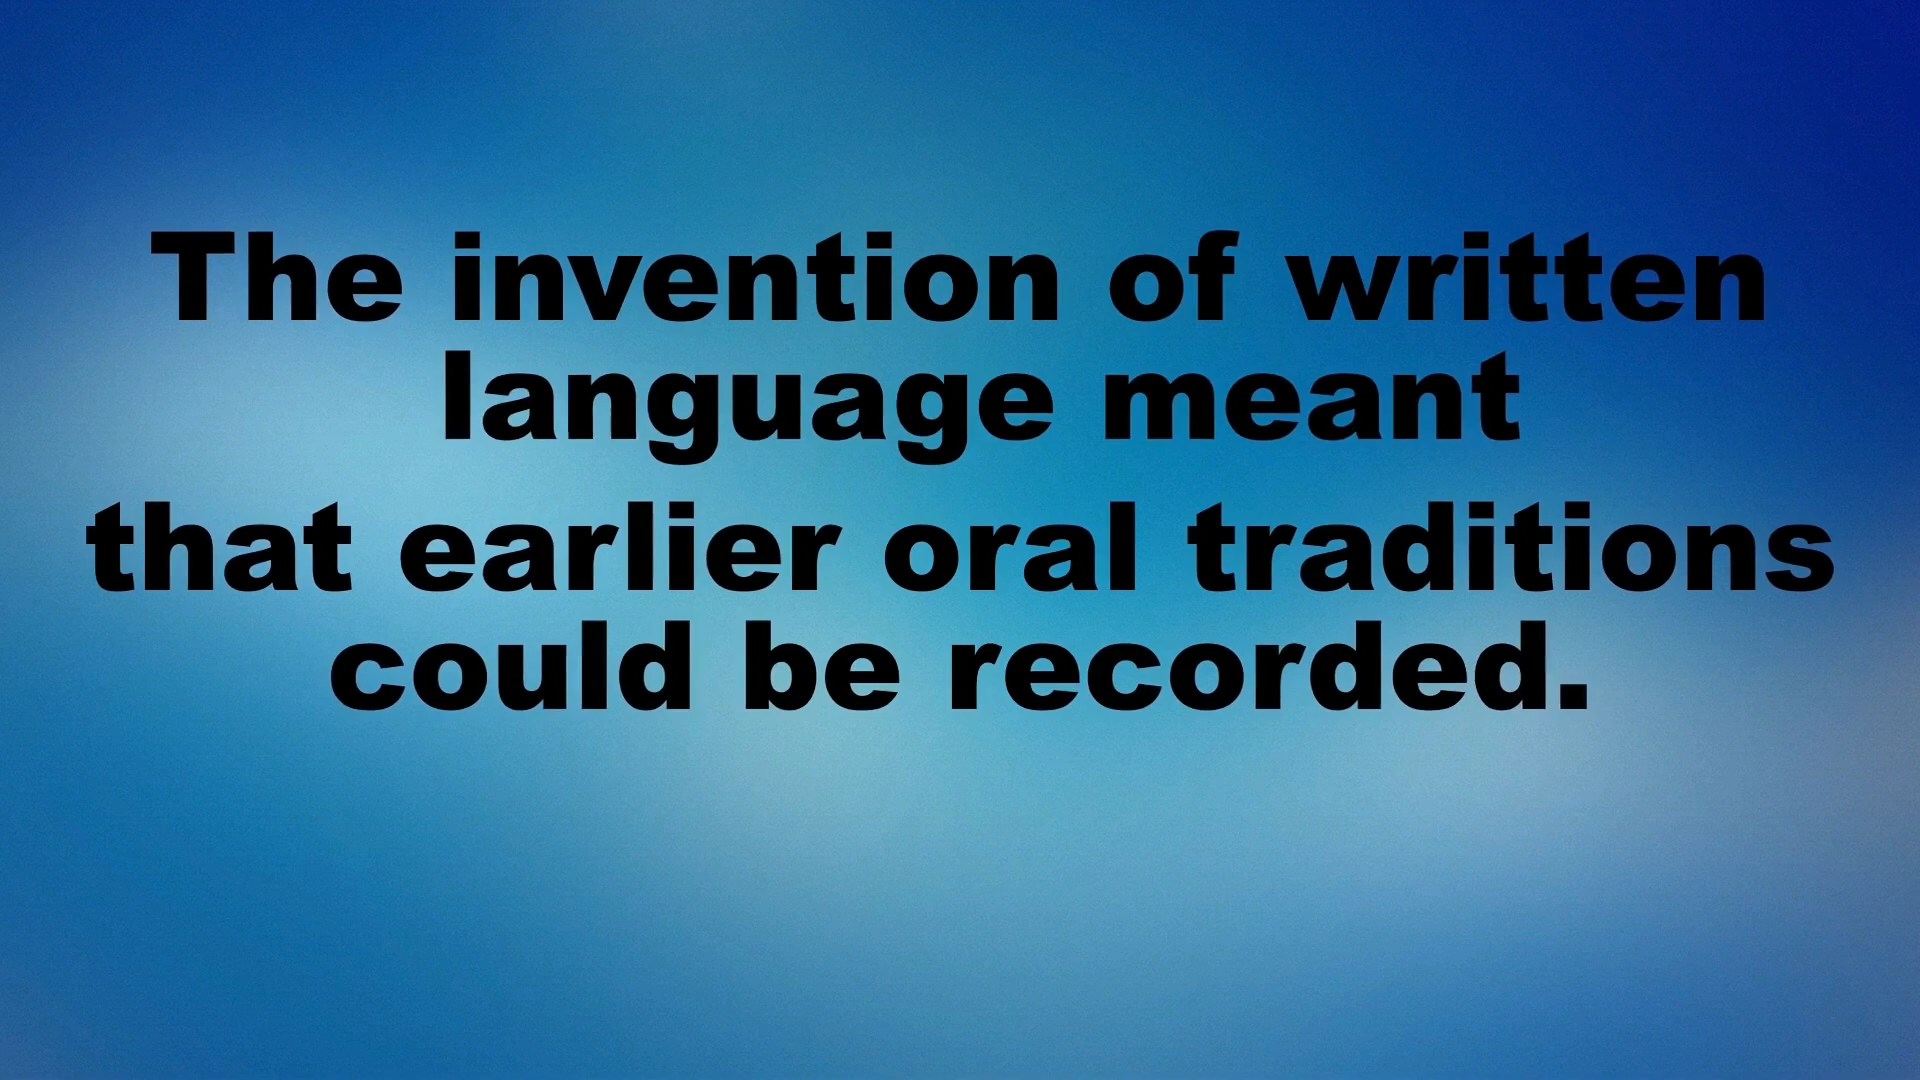 The invention of written
language meant
that earlier oral traditions
could be recorded.